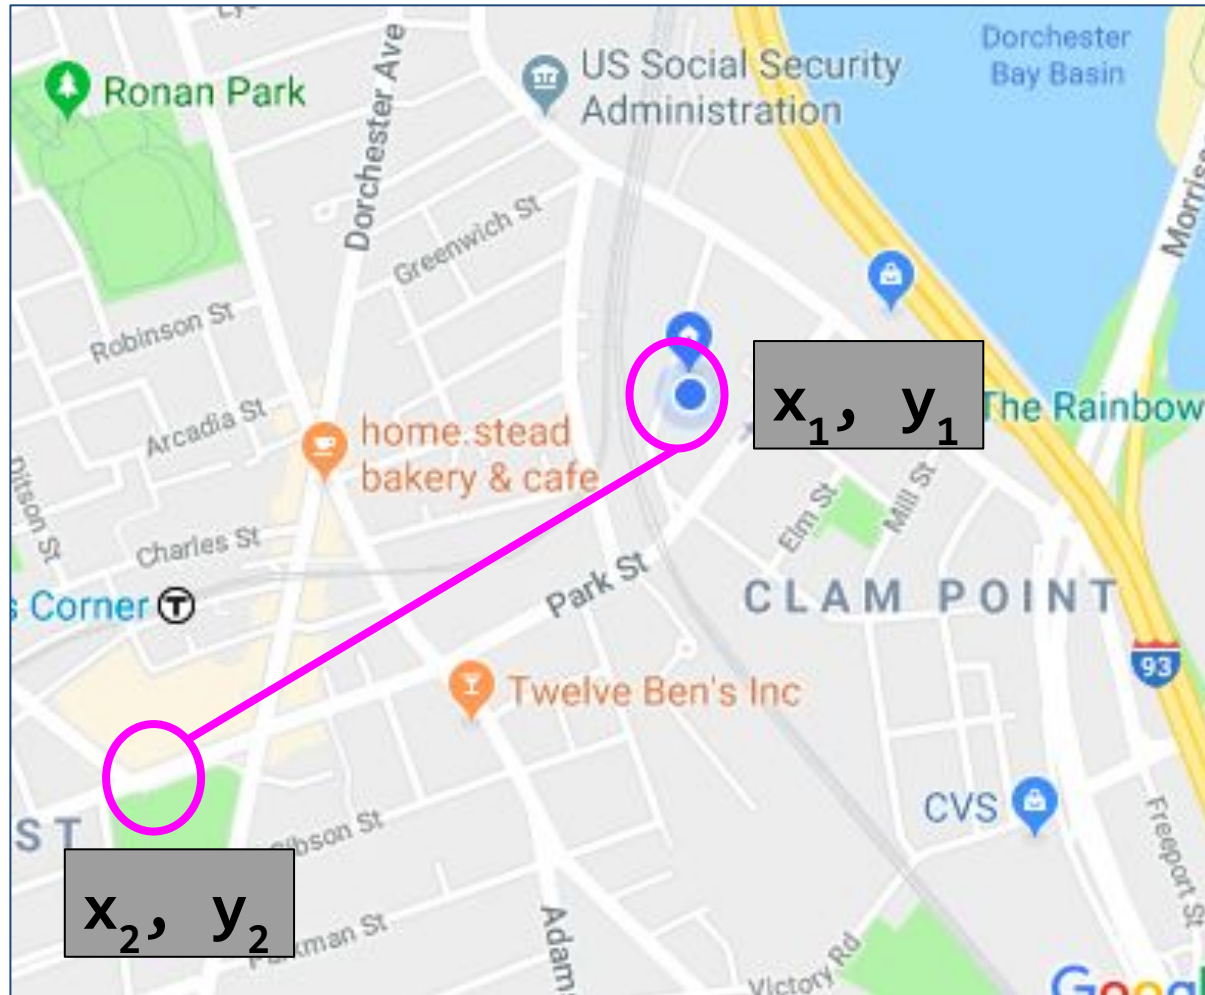 Dorchester
Bay Basin
US Social Security
Administration
Ronan Park
Dorchester Ave
Greenwich St
Robinson St
Arcadia St
home.stead
bakery & cafe
x1, y1
The Rainbow
Ditson St
Charles St
Elm St
Mill St
Park St
CLAM POINT
s Corner T
93
Twelve Ben's Inc
CVS
Freeport St
ST
x2, y2
Victory Rd